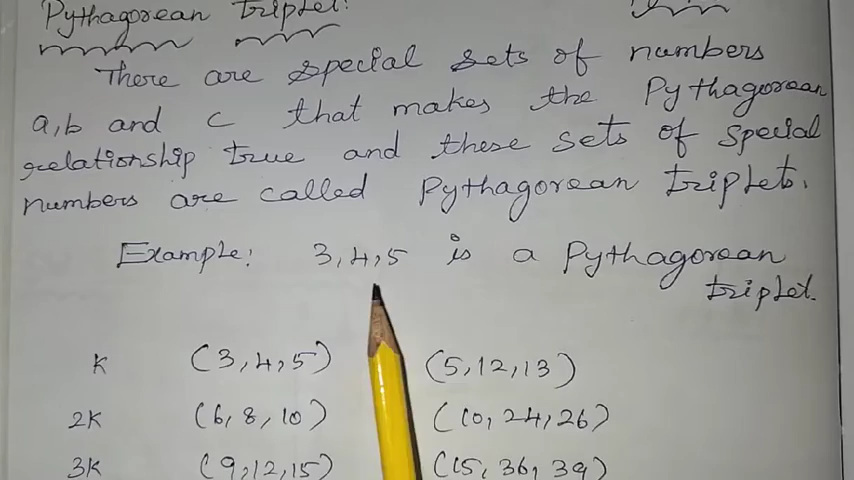 Pythagorean triplet:
There are special sets of numbers
a, b and c that makes the Pythagorean
relationship true and these sets of special
numbers are called Pythagorean triplets.
Example: 3, 4, 5 is a Pythagorean
triplet.
K (3, 4, 5) (5, 12, 13)
2K (6, 8, 10) (10, 24, 26)
3K (9, 12, 15) (15, 36, 39)